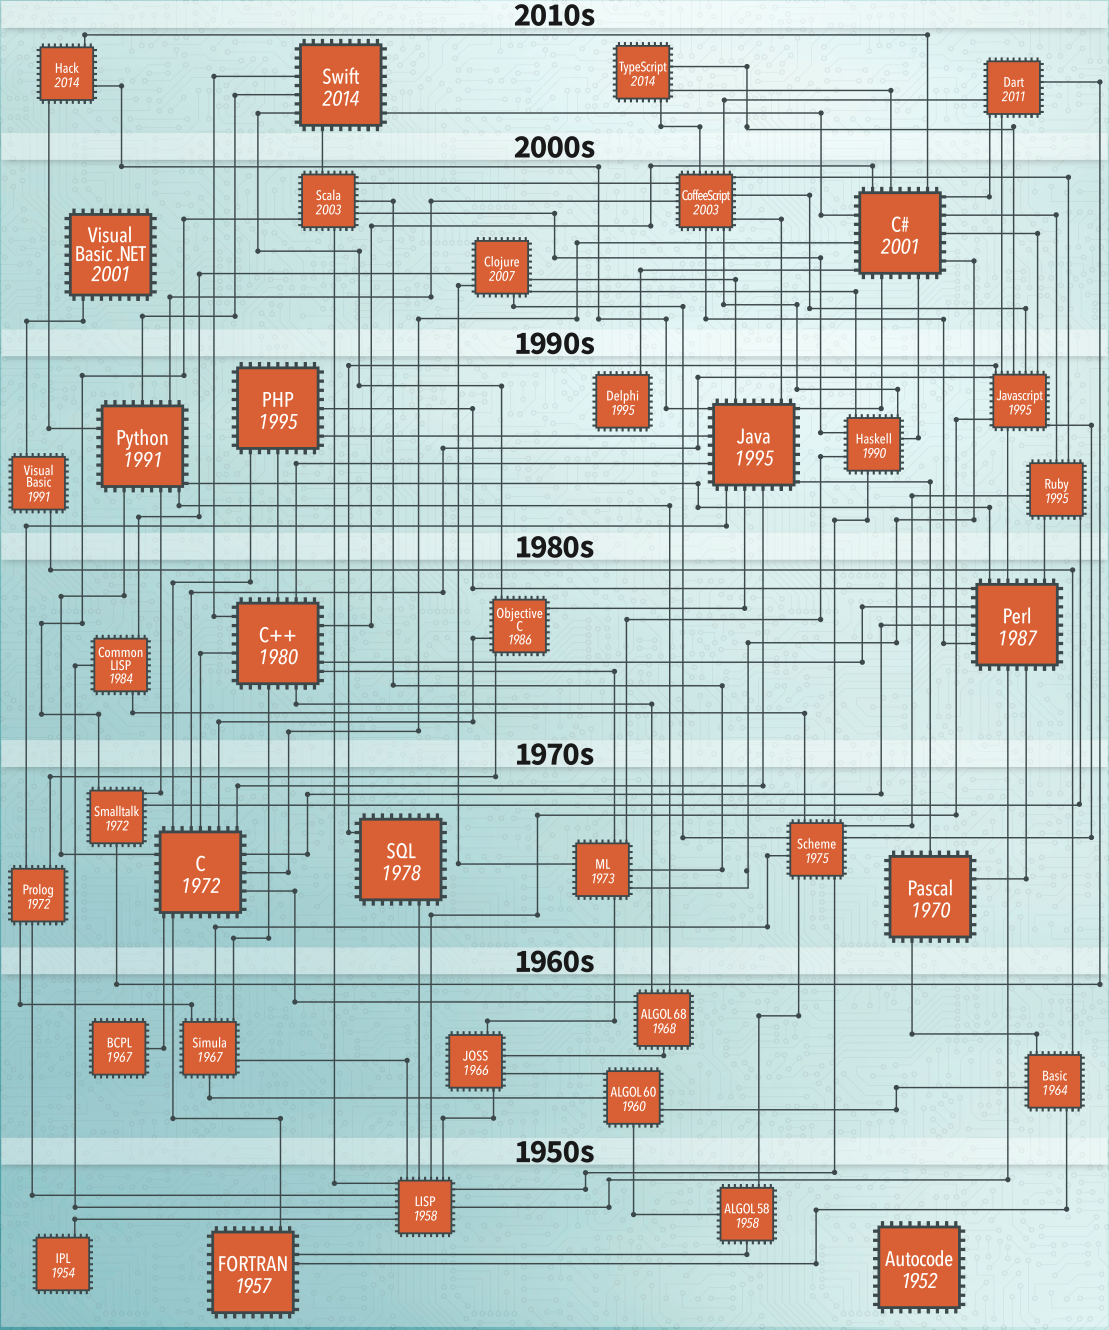 2010s
Hack
2014
Swift
2014
TypeScript
2014
Dart
2011
2000s
Scala
2003
CoffeeScript
2003
Visual
Basic .NET
2001
Clojure
2007
C#
2001
1990s
PHP
1995
Delphi
1995
Javascript
1995
Python
1991
Java
1995
Haskell
1990
Visual
Basic
1991
Ruby
1995
1980s
Common
LISP
1984
C++
1980
Objective
C
1986
Perl
1987
1970s
Smalltalk
1972
C
1972
SQL
1978
ML
1973
Scheme
1975
Prolog
1972
Pascal
1970
1960s
BCPL
1967
Simula
1967
JOSS
1966
ALGOL 68
1968
ALGOL 60
1960
Basic
1964
1950s
LISP
1958
ALGOL 58
1958
IPL
1954
FORTRAN
1957
Autocode
1952